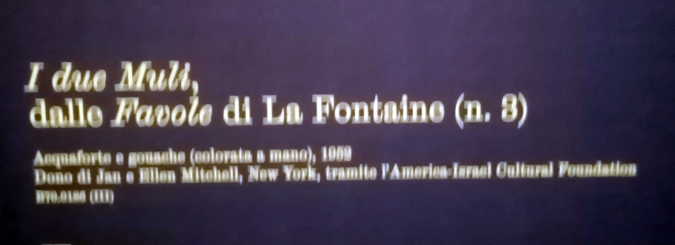 I due Muli,
dalle Favole di La Fontaine (n. 3)
Acquaforte e gouache (colorata a mano), 1952
Dono di Jan e Ellen Mitchell, New York, tramite l'America-Israel Cultural Foundation
(III)